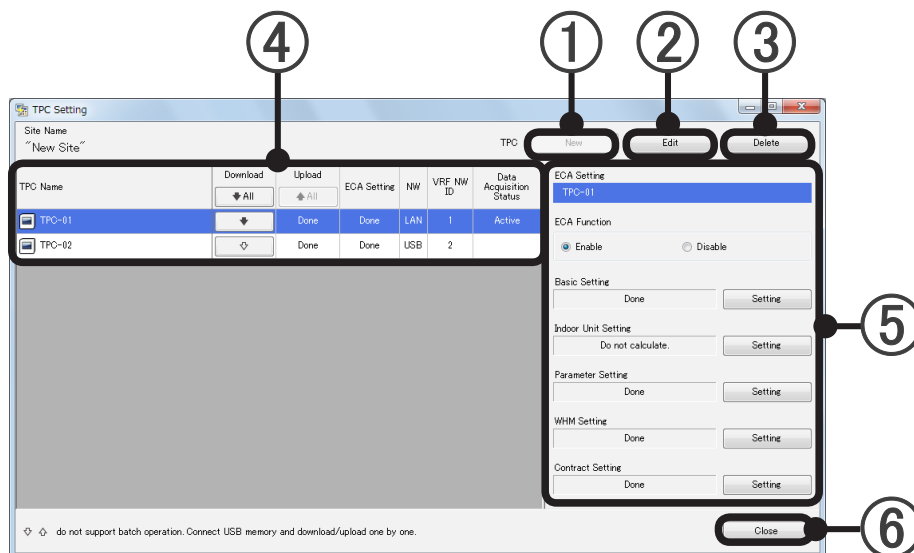 ④ ① ② ③
TPC Setting
Site Name
"New Site"
TPC New Edit Delete
TPC Name Download Upload ECA Setting NW VRF NW ID Data Acquisition Status
All All
TPC-01 Done Done LAN 1 Active
TPC-02 Done Done USB 2
ECA Setting
TPC-01
ECA Function
Enable Disable
Basic Setting
Done Setting
Indoor Unit Setting
Do not calculate. Setting
Parameter Setting
Done Setting
WHM Setting
Done Setting
Contract Setting
Done Setting
⑤
do not support batch operation. Connect USB memory and download/upload one by one.
Close
⑥